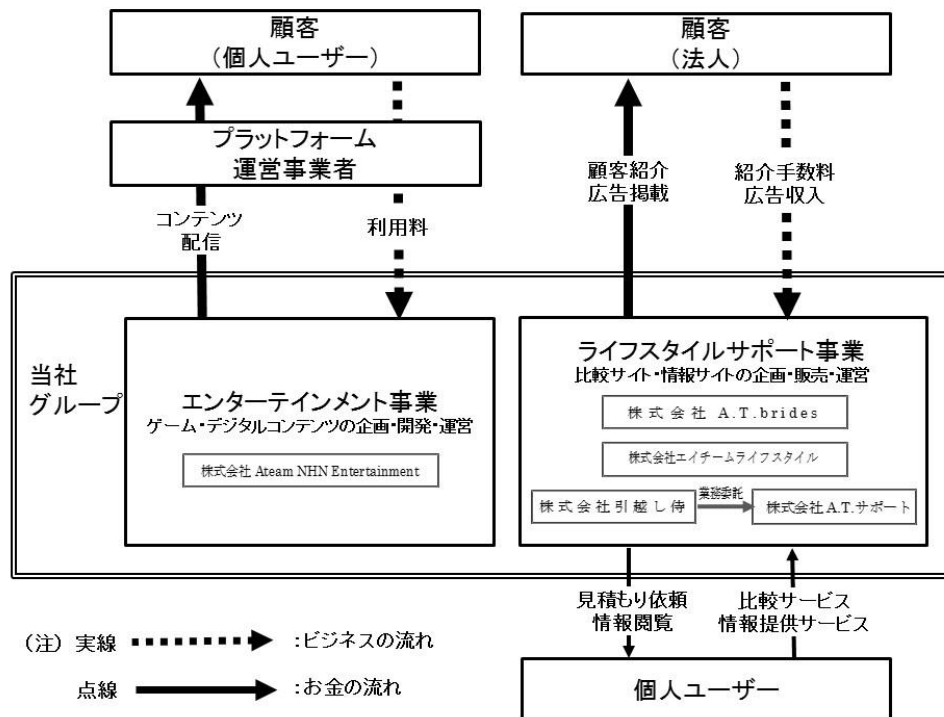 顧客
（個人ユーザー）
顧客
（法人）
プラットフォーム
運営事業者
コンテンツ
配信
利用料
顧客紹介
広告掲載
紹介手数料
広告収入
当社
グループ
エンターテインメント事業
ゲーム・デジタルコンテンツの企画・開発・運営
株式会社 Ateam NHN Entertainment
ライフスタイルサポート事業
比較サイト・情報サイトの企画・販売・運営
株式会社 A.T.brides
株式会社エイチームライフスタイル
株式会社引越し侍
業務委託
株式会社A.T.サポート
見積もり依頼
情報閲覧
比較サービス
情報提供サービス
個人ユーザー
（注）実線 :ビジネスの流れ
点線 :お金の流れ